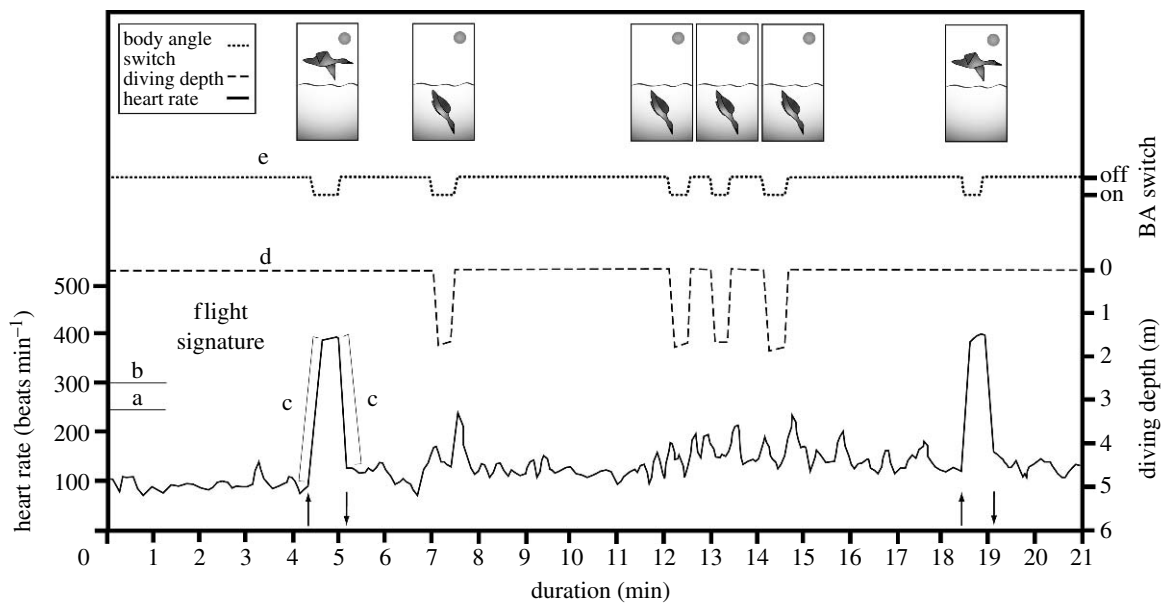 body angle
switch
diving depth
heart rate
e
off
on
BA switch
d
500
400
300
200
100
heart rate (beats min⁻¹)
flight
signature
b
a
c
c
0
1
2
3
4
5
6
diving depth (m)
0 1 2 3 4 5 6 7 8 9 10 11 12 13 14 15 16 17 18 19 20 21
duration (min)